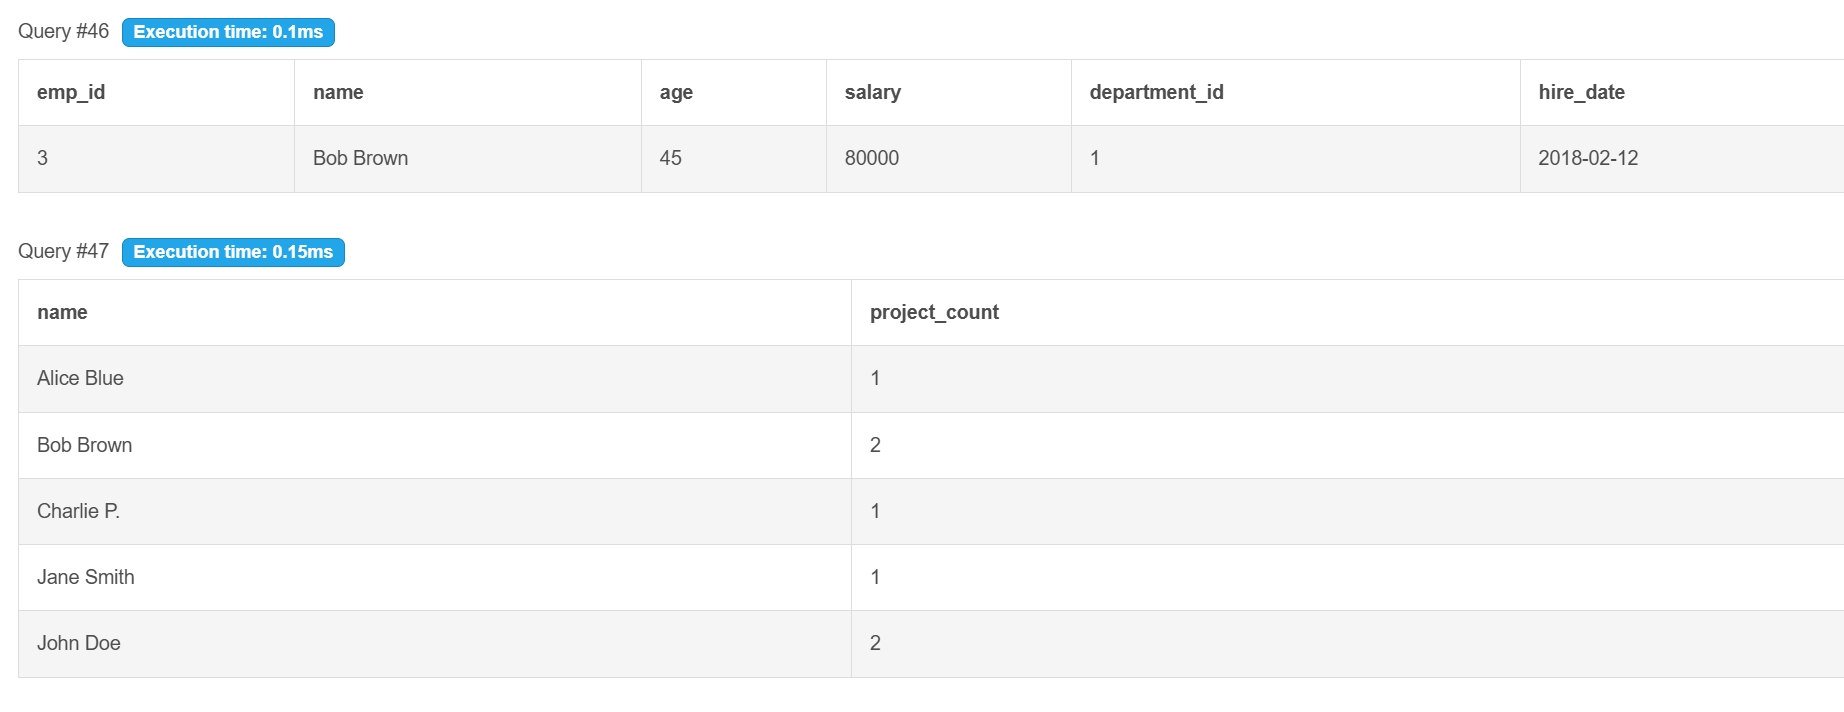 Query #46 Execution time: 0.1ms
emp_id name age salary department_id hire_date
3 Bob Brown 45 80000 1 2018-02-12
Query #47 Execution time: 0.15ms
name project_count
Alice Blue 1
Bob Brown 2
Charlie P. 1
Jane Smith 1
John Doe 2